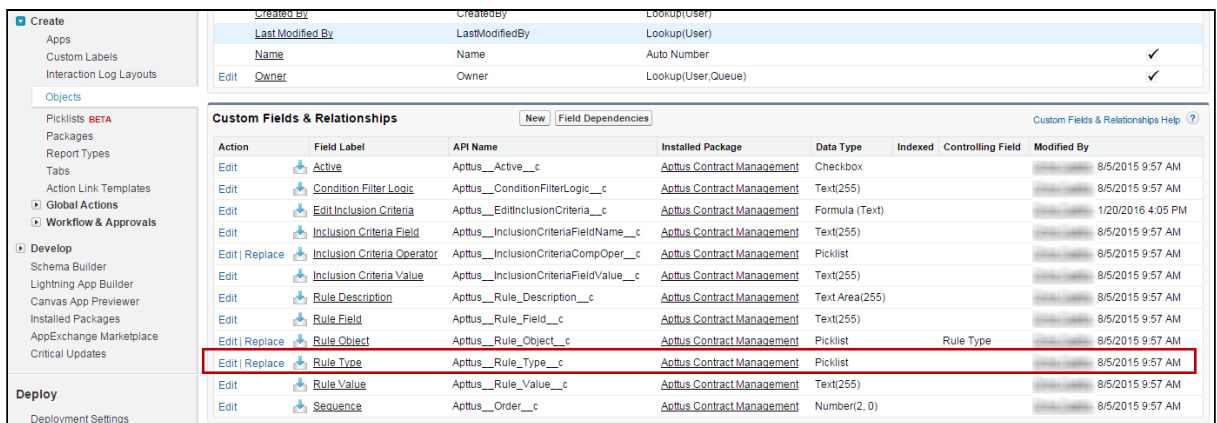 Create
Apps
Custom Labels
Interaction Log Layouts
Objects
Picklists BETA
Packages
Report Types
Tabs
Action Link Templates
Global Actions
Workflow & Approvals
Develop
Schema Builder
Lightning App Builder
Canvas App Previewer
Installed Packages
AppExchange Marketplace
Critical Updates
Deploy
Deployment Settings
Created By CreatedBy Lookup(User)
Last Modified By LastModifiedBy Lookup(User)
Name Name Auto Number ✓
Edit Owner Owner Lookup(User,Queue) ✓
Custom Fields & Relationships New Field Dependencies Custom Fields & Relationships Help ?
Action Field Label API Name Installed Package Data Type Indexed Controlling Field Modified By
Edit Active Apttus__Active__c Apttus Contract Management Checkbox 8/5/2015 9:57 AM
Edit Condition Filter Logic Apttus__ConditionFilterLogic__c Apttus Contract Management Text(255) 8/5/2015 9:57 AM
Edit Edit Inclusion Criteria Apttus__EditInclusionCriteria__c Apttus Contract Management Formula (Text) 1/20/2016 4:05 PM
Edit Inclusion Criteria Field Apttus__InclusionCriteriaFieldName__c Apttus Contract Management Text(255) 8/5/2015 9:57 AM
Edit | Replace Inclusion Criteria Operator Apttus__InclusionCriteriaCompOper__c Apttus Contract Management Picklist 8/5/2015 9:57 AM
Edit Inclusion Criteria Value Apttus__InclusionCriteriaFieldValue__c Apttus Contract Management Text(255) 8/5/2015 9:57 AM
Edit Rule Description Apttus__Rule_Description__c Apttus Contract Management Text Area(255) 8/5/2015 9:57 AM
Edit Rule Field Apttus__Rule_Field__c Apttus Contract Management Text(255) 8/5/2015 9:57 AM
Edit | Replace Rule Object Apttus__Rule_Object__c Apttus Contract Management Picklist Rule Type 8/5/2015 9:57 AM
Edit | Replace Rule Type Apttus__Rule_Type__c Apttus Contract Management Picklist 8/5/2015 9:57 AM
Edit Rule Value Apttus__Rule_Value__c Apttus Contract Management Text(255) 8/5/2015 9:57 AM
Edit Sequence Apttus__Order__c Apttus Contract Management Number(2, 0) 8/5/2015 9:57 AM